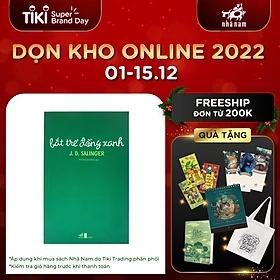 TIKI Super Brand Day
nhã nam
DỌN KHO ONLINE 2022
01-15.12
FREESHIP
ĐƠN TỪ 200K
QUÀ TẶNG
bắt trẻ đồng xanh
J. D. SALINGER
*Áp dụng khi mua sách Nhã Nam do Tiki Trading phân phối
*Kiểm tra giỏ hàng trước khi thanh toán